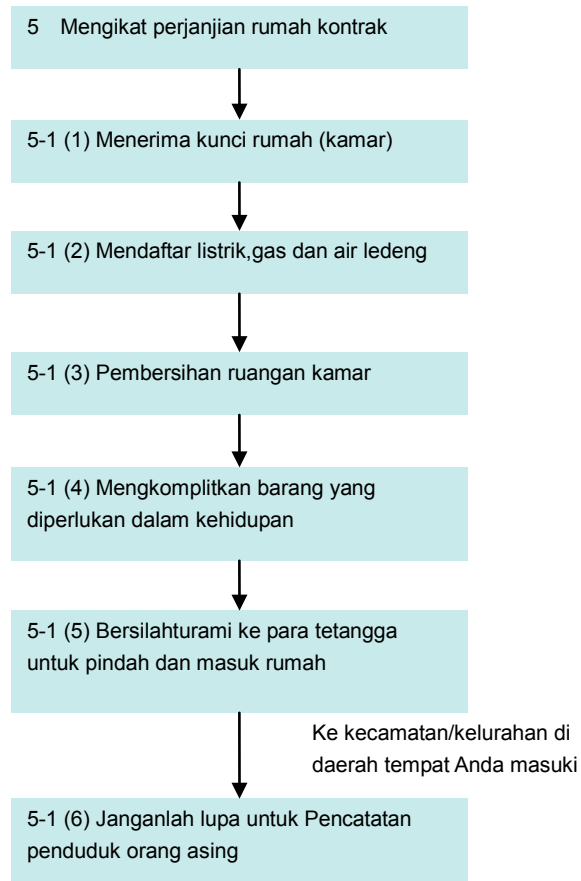 5 Mengikat perjanjian rumah kontrak
5-1 (1) Menerima kunci rumah (kamar)
5-1 (2) Mendaftar listrik,gas dan air ledeng
5-1 (3) Pembersihan ruangan kamar
5-1 (4) Mengkomplitkan barang yang
diperlukan dalam kehidupan
5-1 (5) Bersilahturami ke para tetangga
untuk pindah dan masuk rumah
Ke kecamatan/kelurahan di
daerah tempat Anda masuki
5-1 (6) Janganlah lupa untuk Pencatatan
penduduk orang asing